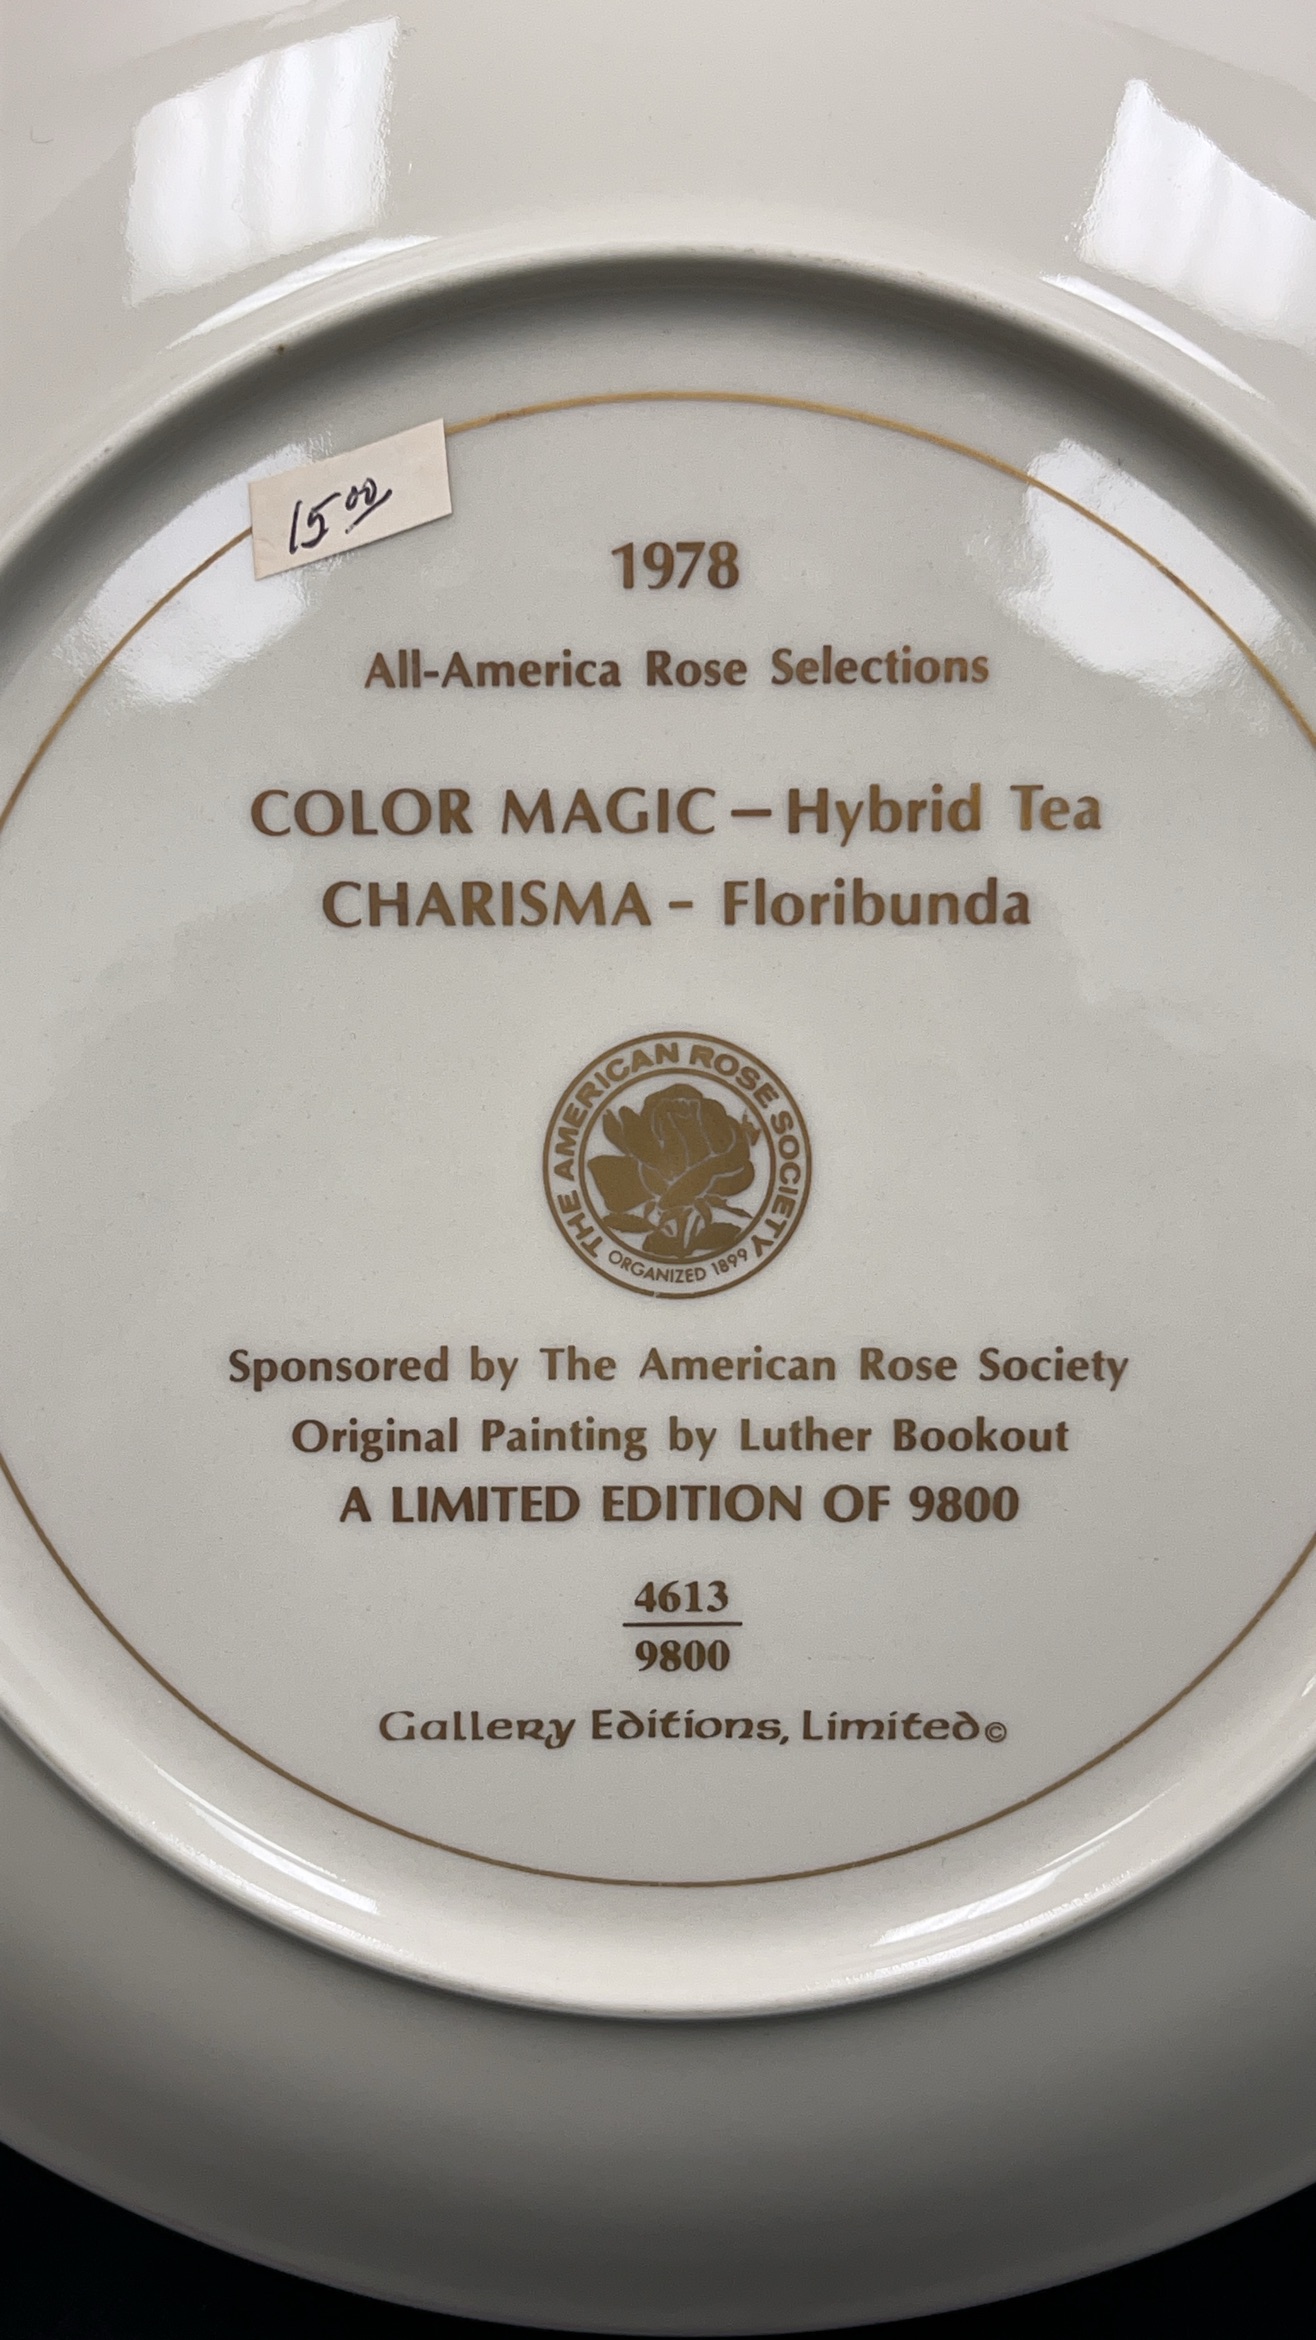 15.00
1978
All-America Rose Selections
COLOR MAGIC – Hybrid Tea
CHARISMA - Floribunda
THE AMERICAN ROSE SOCIETY
ORGANIZED 1899
Sponsored by The American Rose Society
Original Painting by Luther Bookout
A LIMITED EDITION OF 9800
4613
9800
Gallery Editions, Limited©